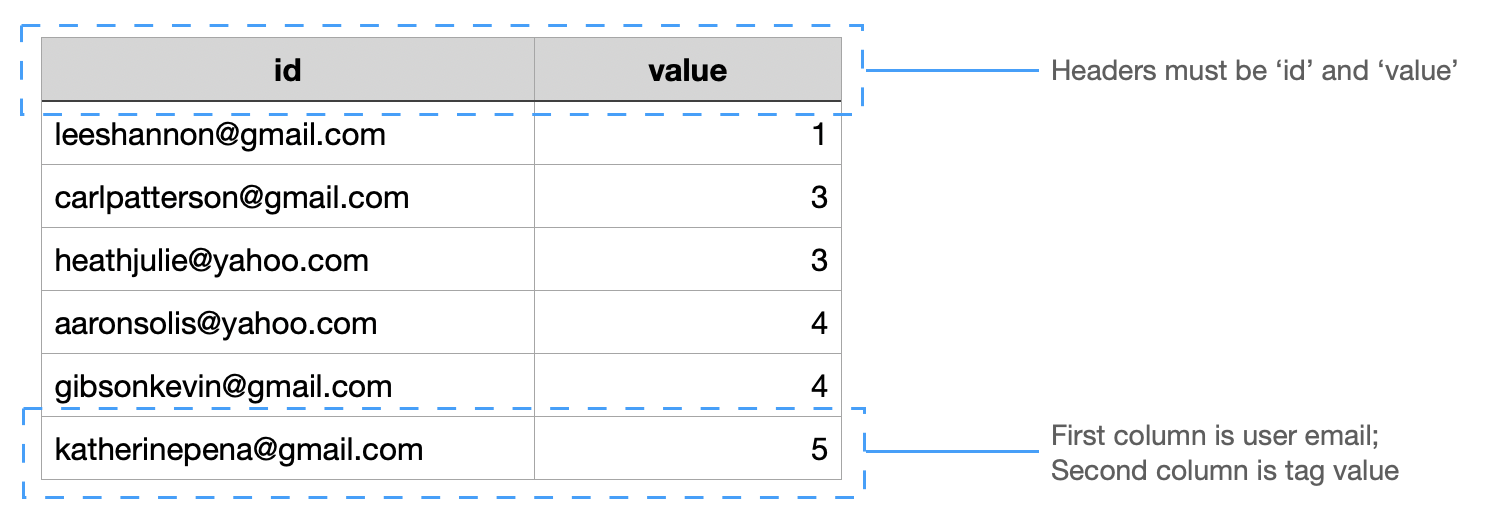 id value
Headers must be ‘id’ and ‘value’
leeshannon@gmail.com 1
carlpatterson@gmail.com 3
heathjulie@yahoo.com 3
aaronsolis@yahoo.com 4
gibsonkevin@gmail.com 4
katherinepena@gmail.com 5
First column is user email;
Second column is tag value